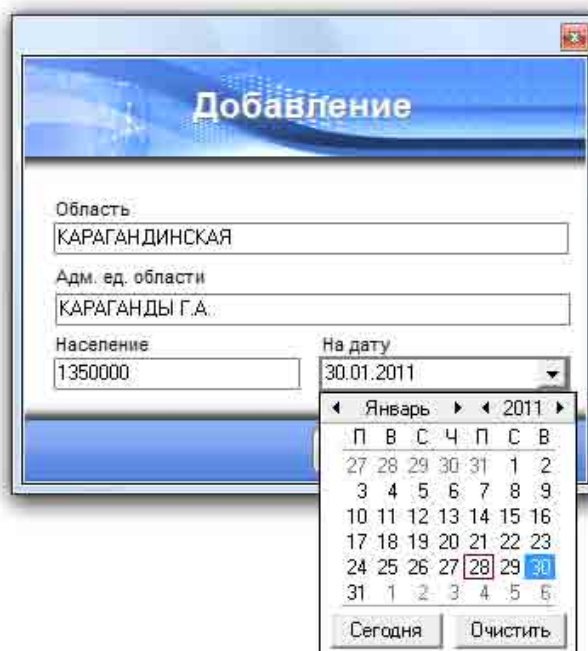 Добавление
Область
КАРАГАНДИНСКАЯ
Адм. ед. области
КАРАГАНДЫ Г.А.
Население На дату
1350000 30.01.2011
Январь 2011
П В С Ч П С В
27 28 29 30 31 1 2
3 4 5 6 7 8 9
10 11 12 13 14 15 16
17 18 19 20 21 22 23
24 25 26 27 28 29 30
31 1 2 3 4 5 6
Сегодня Очистить